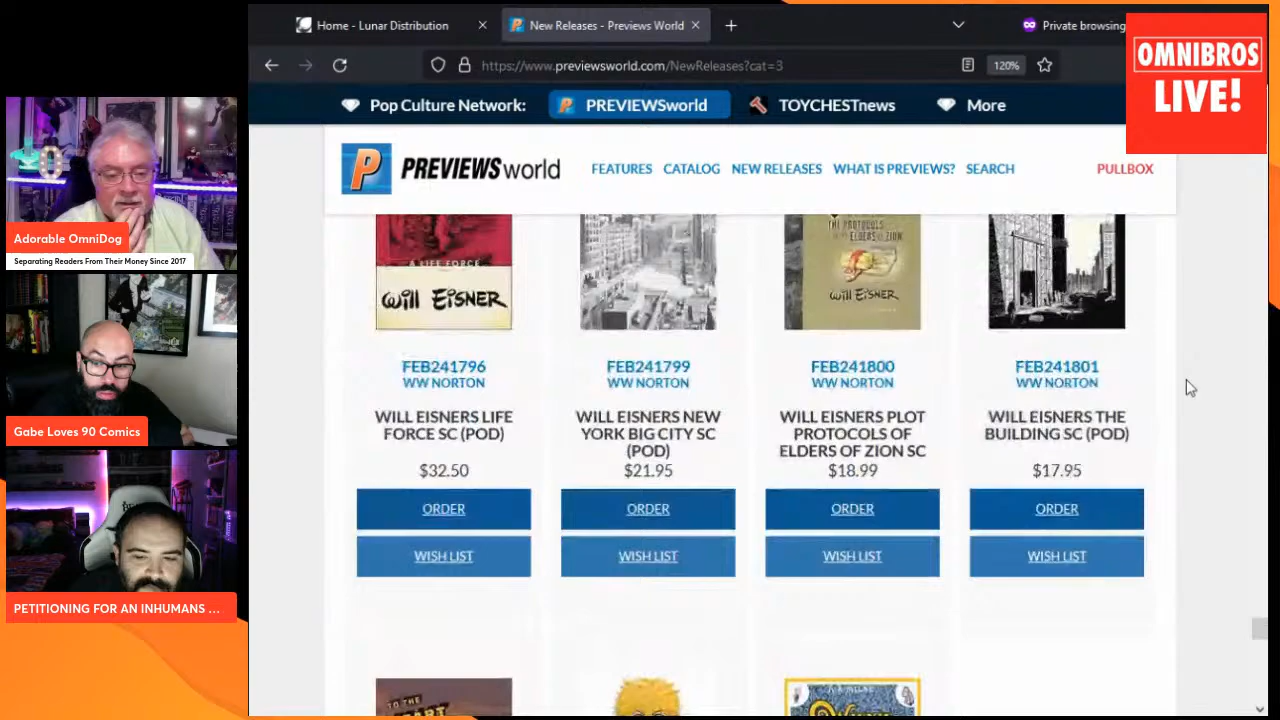 Home - Lunar Distribution
New Releases - Previews World
Private browsing
https://www.previewsworld.com/NewReleases?cat=3
120%
OMNIBROS
LIVE!
Pop Culture Network:
PREVIEWSworld
TOYCHESTnews
More
P PREVIEWSworld
FEATURES CATALOG NEW RELEASES WHAT IS PREVIEWS? SEARCH PULLBOX
Adorable OmniDog
Separating Readers From Their Money Since 2017
Gabe Loves 90 Comics
PETITIONING FOR AN INHUMANS ...
A LIFE FORCE
Will EISNER
FEB241796
WW NORTON
WILL EISNERS LIFE
FORCE SC (POD)
$32.50
ORDER
WISH LIST
FEB241799
WW NORTON
WILL EISNERS NEW
YORK BIG CITY SC
(POD)
$21.95
ORDER
WISH LIST
THE PROTOCOLS
OF THE ELDERS OF ZION
Will EISNER
FEB241800
WW NORTON
WILL EISNERS PLOT
PROTOCOLS OF
ELDERS OF ZION SC
$18.99
ORDER
WISH LIST
FEB241801
WW NORTON
WILL EISNERS THE
BUILDING SC (POD)
$17.95
ORDER
WISH LIST
TO THE